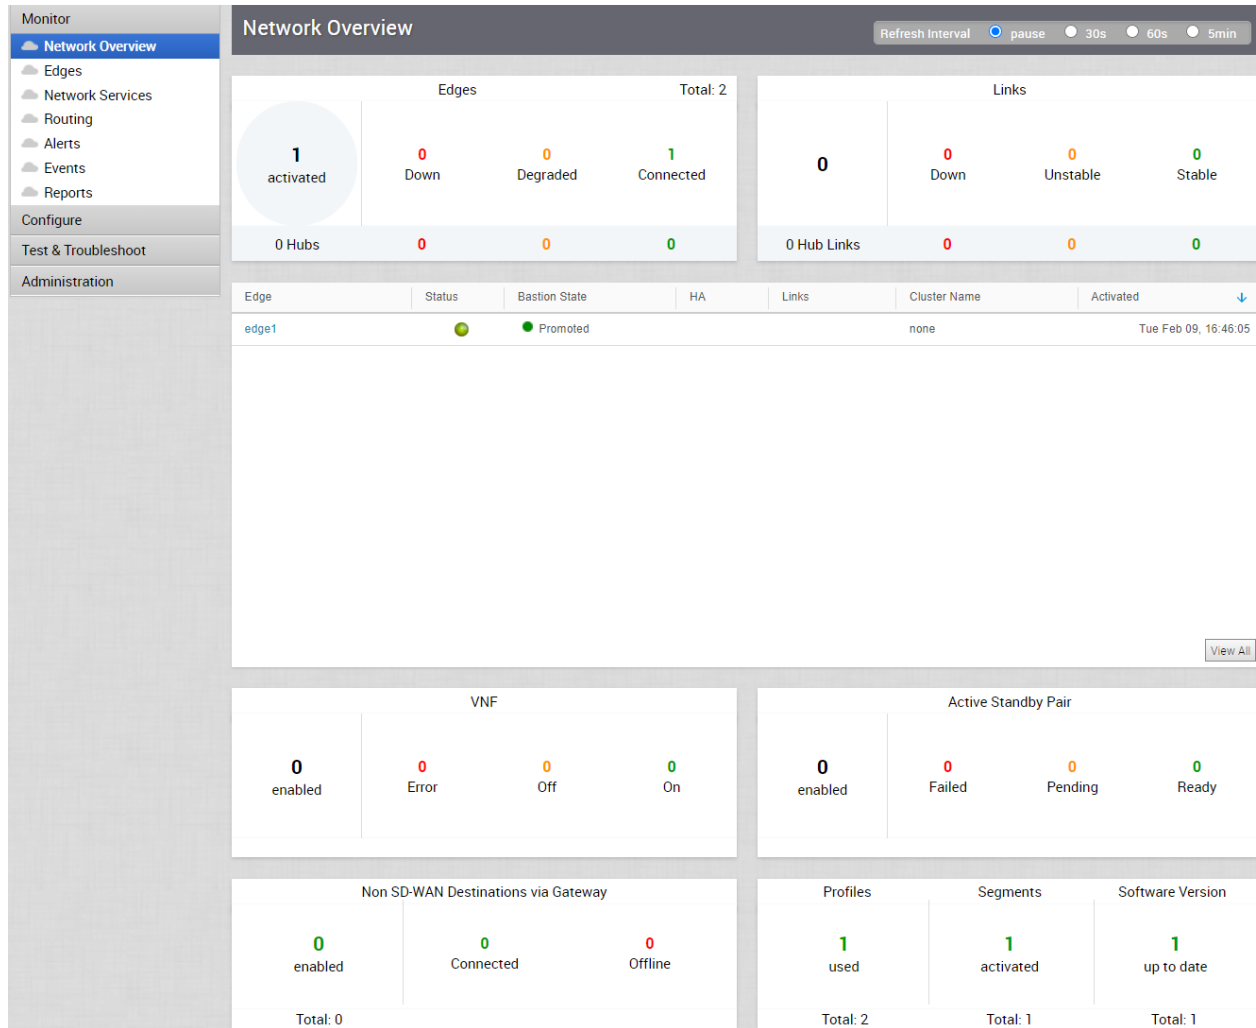 Monitor
Network Overview
Edges
Network Services
Routing
Alerts
Events
Reports
Configure
Test & Troubleshoot
Administration
Network Overview
Refresh Interval pause 30s 60s 5min
Edges Total: 2
1 0 0 1
activated Down Degraded Connected
0 Hubs 0 0 0
Links
0 0 0 0
Down Unstable Stable
0 Hub Links 0 0 0
Edge Status Bastion State HA Links Cluster Name Activated
edge1 Promoted none Tue Feb 09, 16:46:05
View All
VNF
0 0 0 0
enabled Error Off On
Active Standby Pair
0 0 0 0
enabled Failed Pending Ready
Non SD-WAN Destinations via Gateway
0 0 0
enabled Connected Offline
Total: 0
Profiles Segments Software Version
1 1 1
used activated up to date
Total: 2 Total: 1 Total: 1